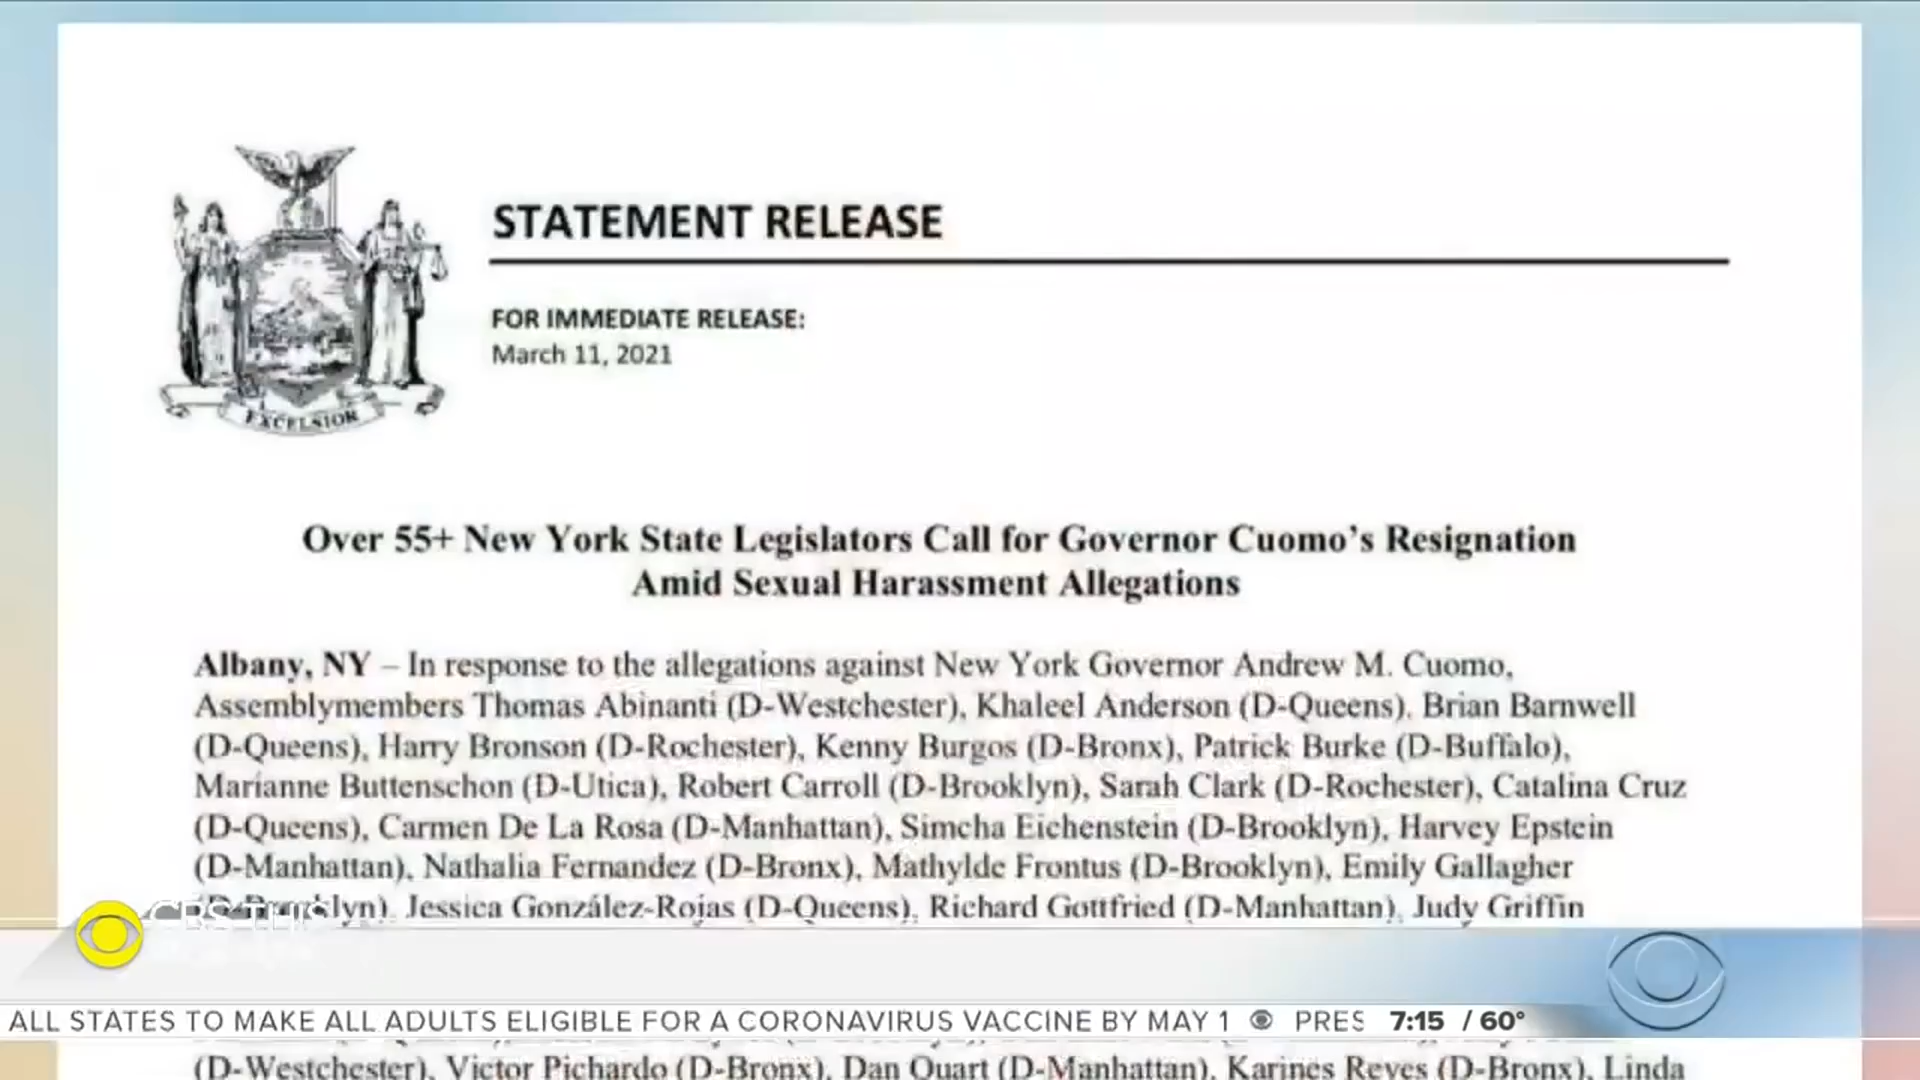 STATEMENT RELEASE
FOR IMMEDIATE RELEASE:
March 11, 2021
EXCELSIOR
Over 55+ New York State Legislators Call for Governor Cuomo's Resignation
Amid Sexual Harassment Allegations
Albany, NY – In response to the allegations against New York Governor Andrew M. Cuomo,
Assemblymembers Thomas Abinanti (D-Westchester), Khaleel Anderson (D-Queens), Brian Barnwell
(D-Queens), Harry Bronson (D-Rochester), Kenny Burgos (D-Bronx), Patrick Burke (D-Buffalo),
Marianne Buttenschon (D-Utica), Robert Carroll (D-Brooklyn), Sarah Clark (D-Rochester), Catalina Cruz
(D-Queens), Carmen De La Rosa (D-Manhattan), Simcha Eichenstein (D-Brooklyn), Harvey Epstein
(D-Manhattan), Nathalia Fernandez (D-Bronx), Mathylde Frontus (D-Brooklyn), Emily Gallagher
(D-Brooklyn), Jessica González-Rojas (D-Queens), Richard Gottfried (D-Manhattan), Judy Griffin
CBS THIS
ALL STATES TO MAKE ALL ADULTS ELIGIBLE FOR A CORONAVIRUS VACCINE BY MAY 1 PRES 7:15 / 60°
(D-Westchester), Victor Pichardo (D-Bronx), Dan Quart (D-Manhattan), Karines Reyes (D-Bronx), Linda